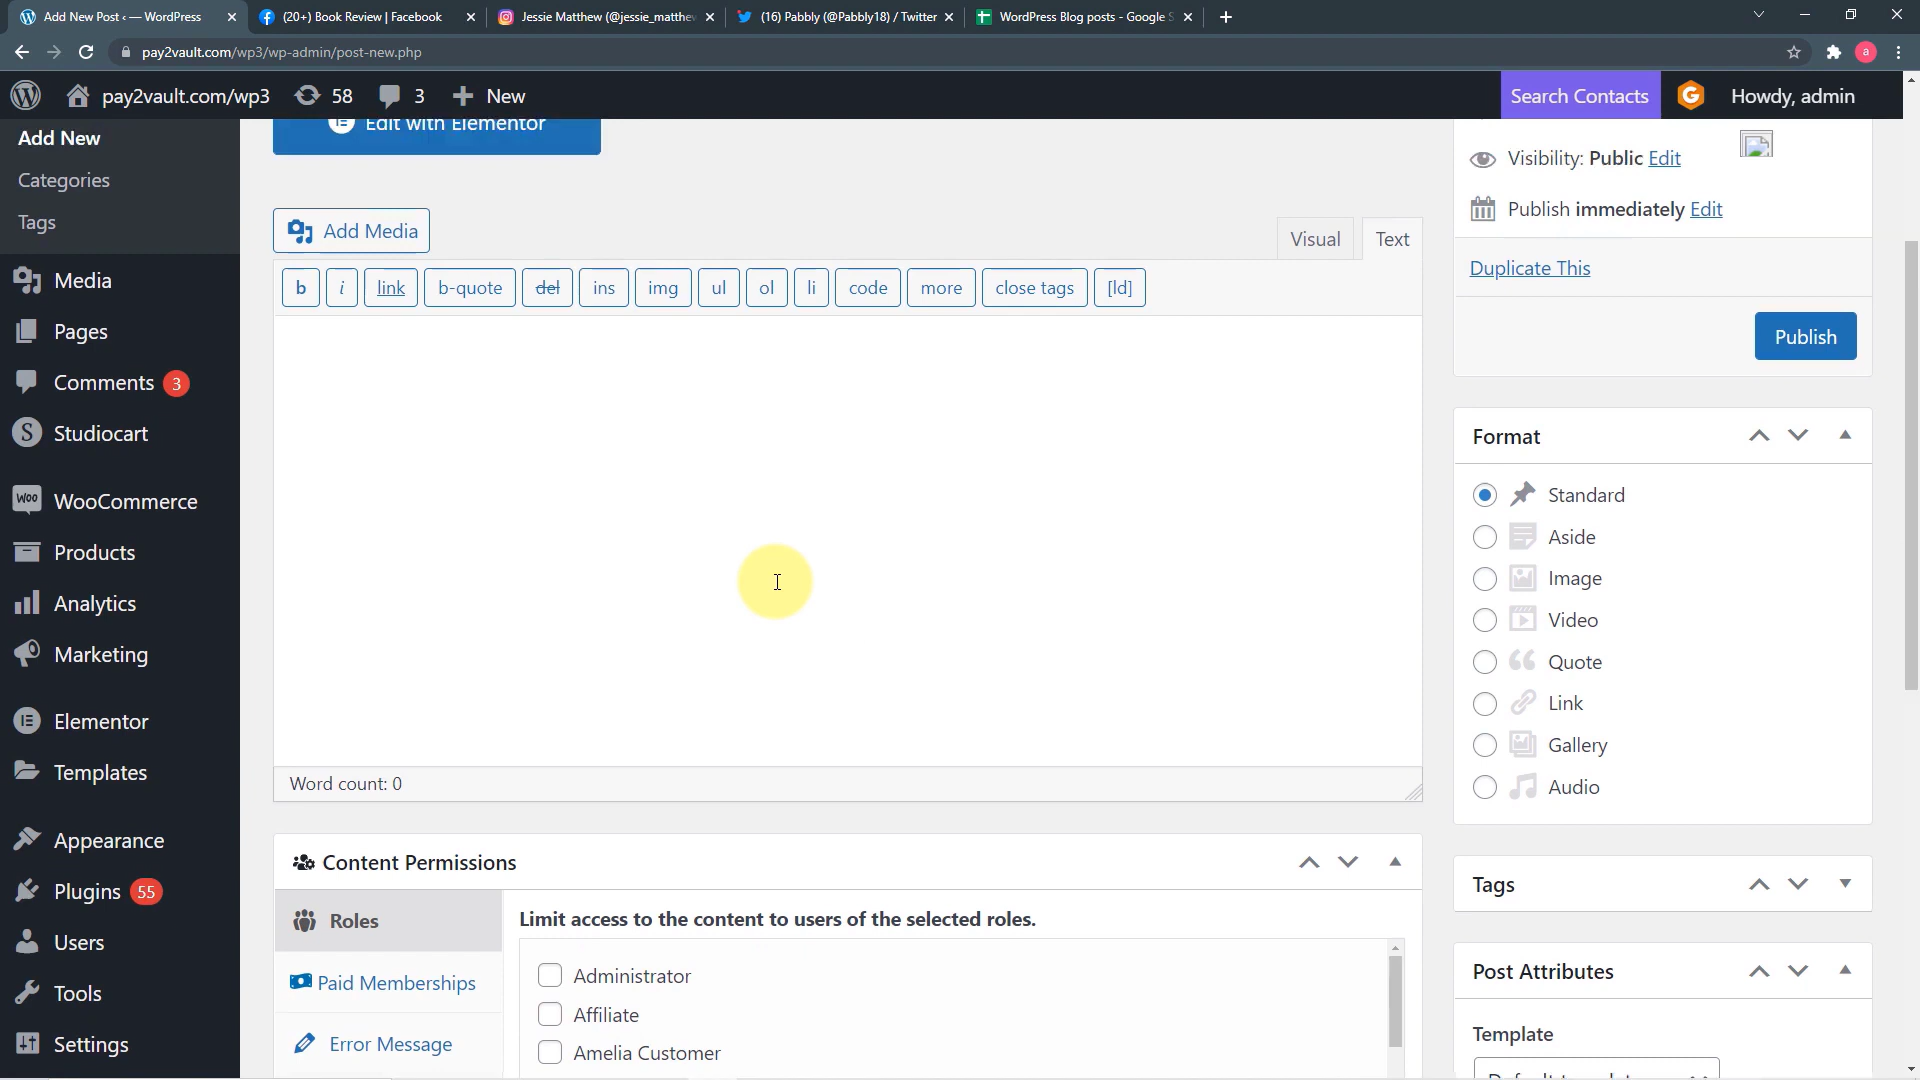 Add New Post ‹ — WordPress
(20+) Book Review | Facebook
Jessie Matthew (@jessie_matthe
(16) Pabbly (@Pabbly18) / Twitter
WordPress Blog posts - Google S
pay2vault.com/wp3/wp-admin/post-new.php
a
pay2vault.com/wp3
58
3
New
Search Contacts
Howdy, admin
Add New
Categories
Tags
Media
Pages
Comments 3
Studiocart
WooCommerce
Products
Analytics
Marketing
Elementor
Templates
Appearance
Plugins 55
Users
Tools
Settings
Edit with Elementor
Add Media
Visual
Text
b
i
link
b-quote
del
ins
img
ul
ol
li
code
more
close tags
[ld]
Word count: 0
Content Permissions
Roles
Paid Memberships
Error Message
Limit access to the content to users of the selected roles.
Administrator
Affiliate
Amelia Customer
Visibility: Public Edit
Publish immediately Edit
Duplicate This
Publish
Format
Standard
Aside
Image
Video
Quote
Link
Gallery
Audio
Tags
Post Attributes
Template
Default template